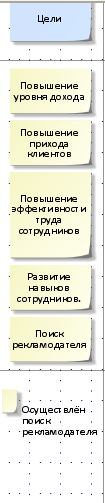 Цели
Повышение
уровня дохода
Повышение
прихода
клиентов
Повышение
эффективности
труда
сотрудников
Развитие
навыков
сотрудников.
Поиск
рекламодателя
Осуществлён
поиск
рекламодателя